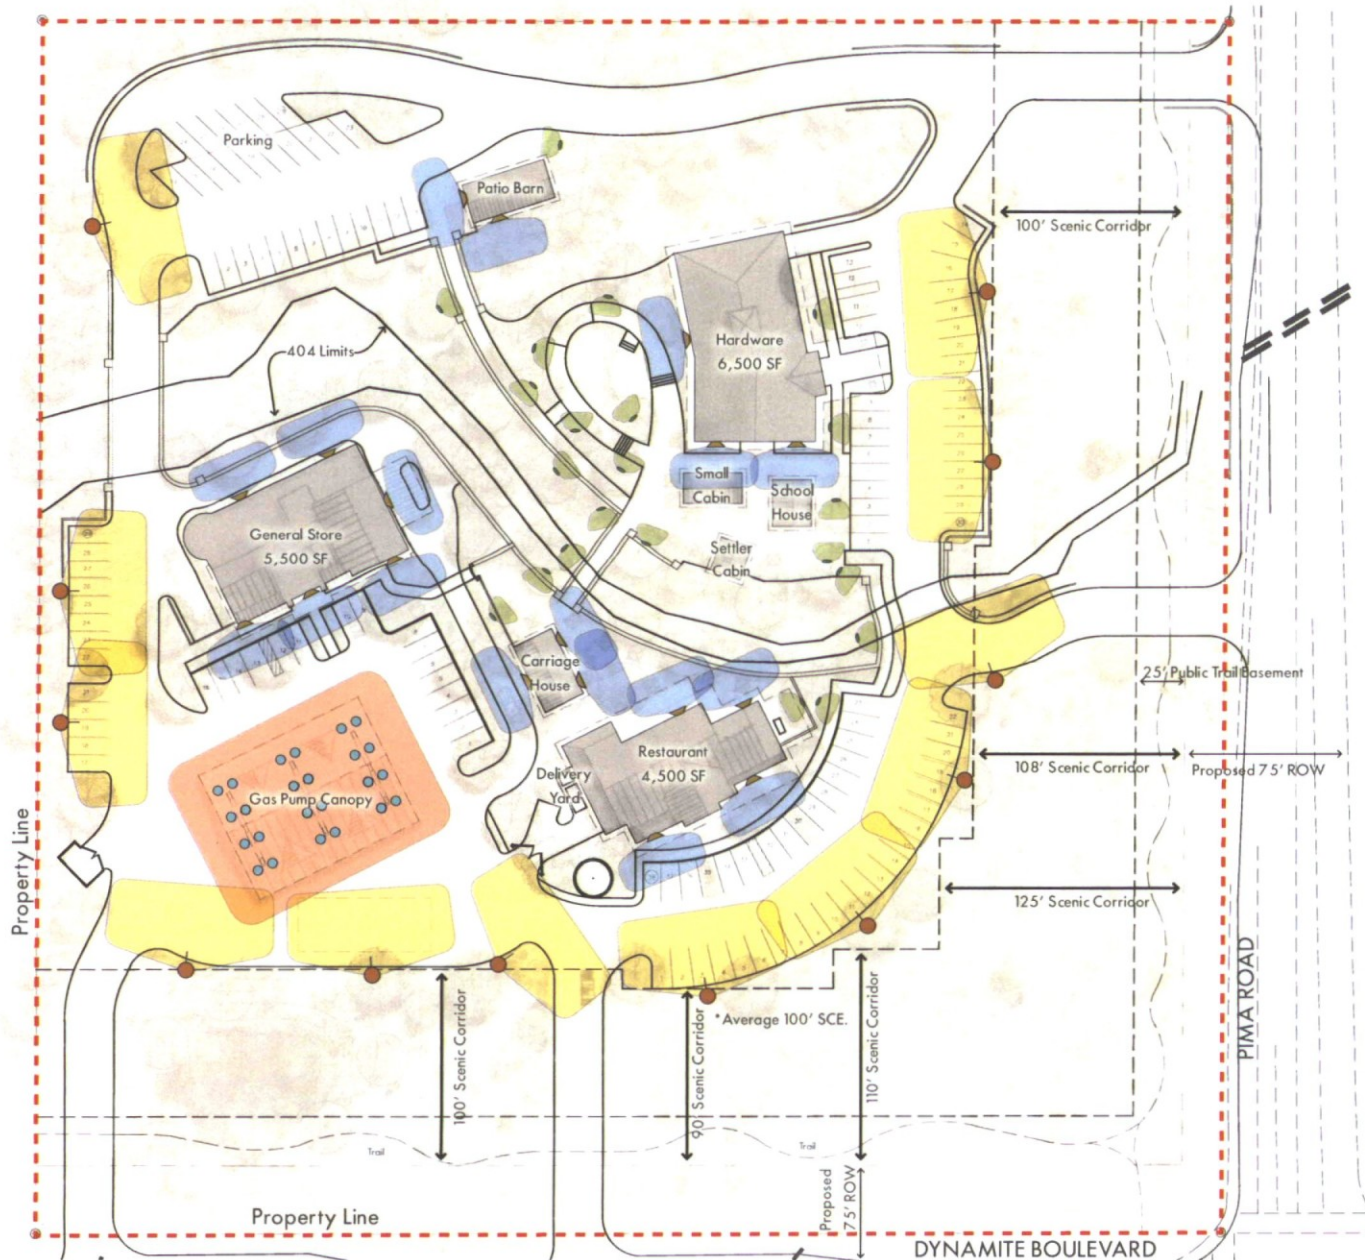 Parking
Patio Barn
100' Scenic Corridor
Hardware
6,500 SF
404 Limits
Small
Cabin
School
House
General Store
5,500 SF
Settler
Cabin
Carriage
House
25' Public Trail Easement
Restaurant
4,500 SF
108' Scenic Corridor
Proposed 75' ROW
Delivery
Yard
Gas Pump Canopy
Property Line
125' Scenic Corridor
PIMA ROAD
*Average 100' SCE.
100' Scenic Corridor
90' Scenic Corridor
110' Scenic Corridor
Trail
Trail
Proposed
75' ROW
Property Line
DYNAMITE BOULEVARD